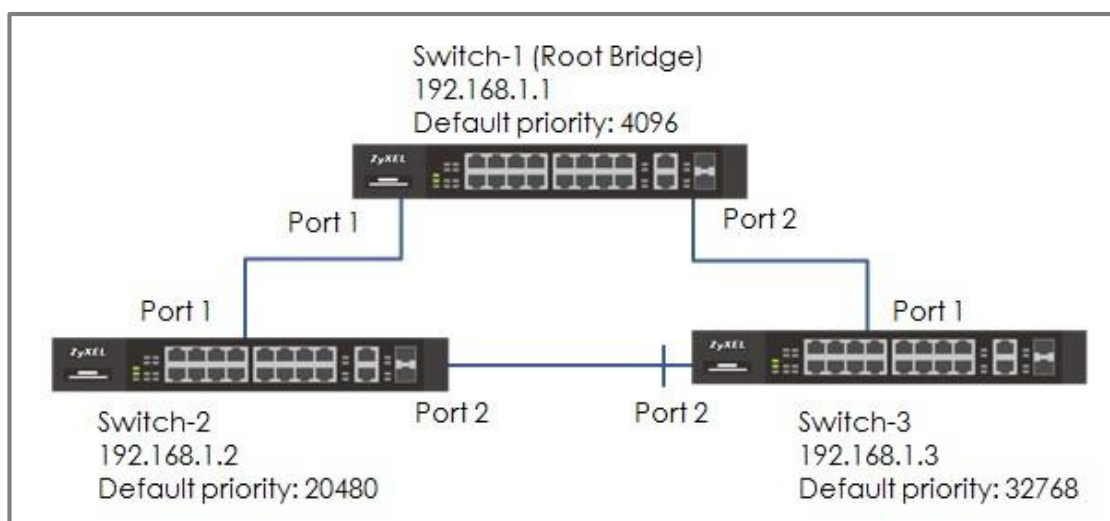 Switch-1 (Root Bridge)
192.168.1.1
Default priority: 4096
ZyXEL
Port 1
Port 2
Port 1
Port 1
ZyXEL
ZyXEL
Port 2
Port 2
Switch-2
192.168.1.2
Default priority: 20480
Switch-3
192.168.1.3
Default priority: 32768